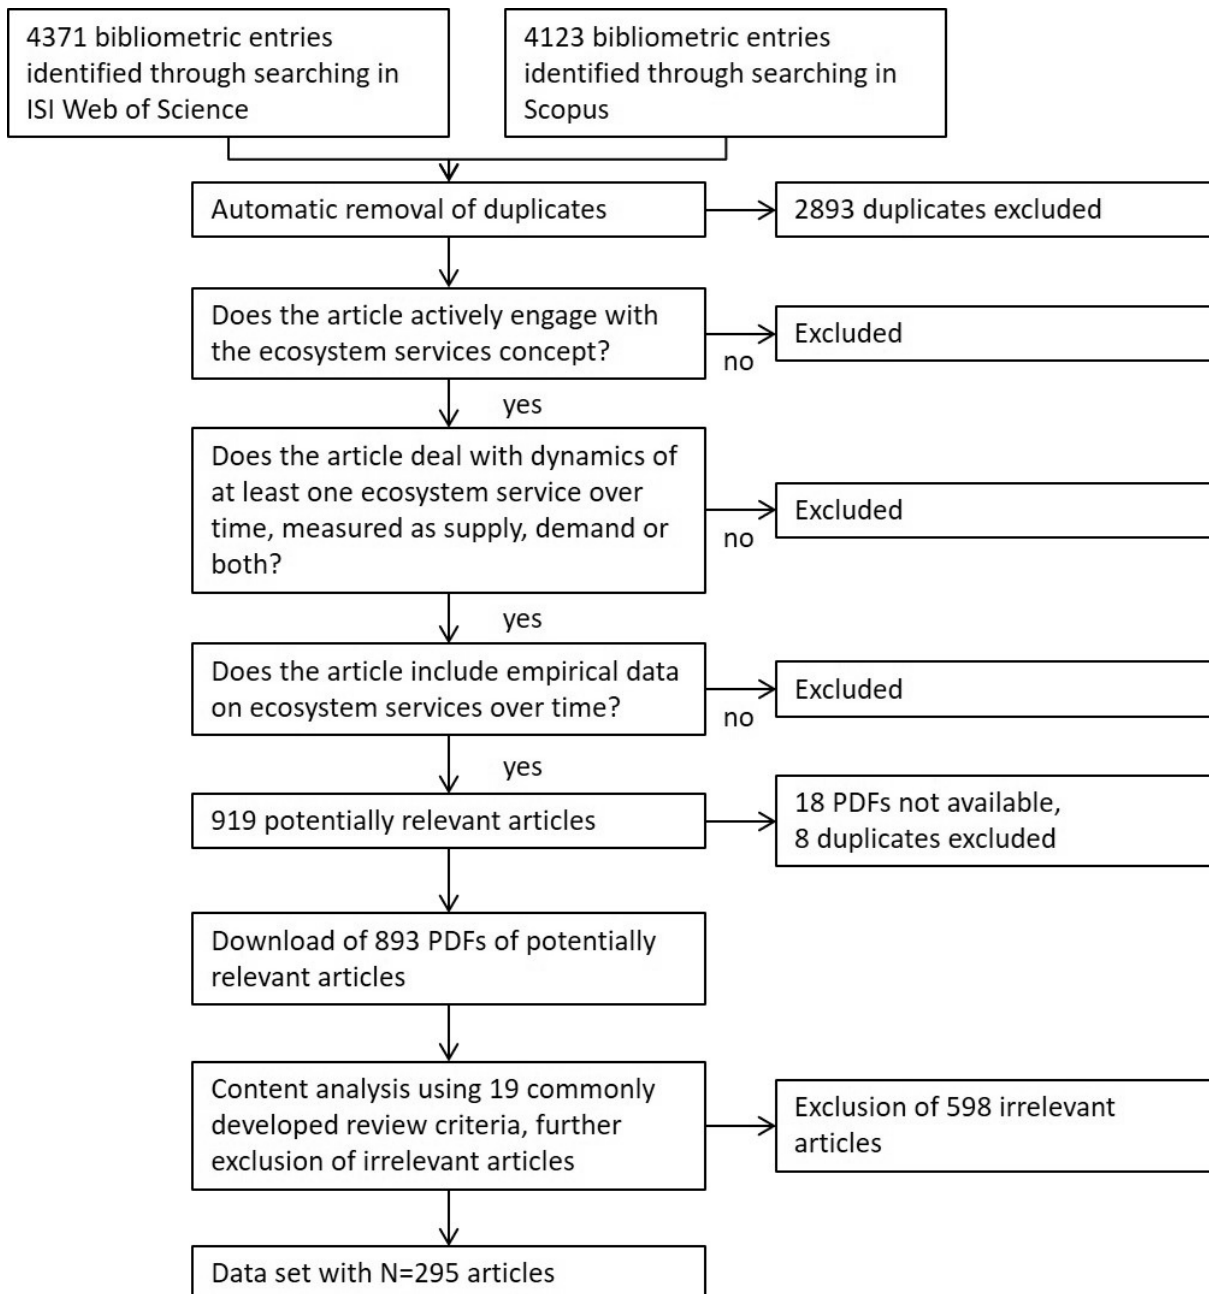 4371 bibliometric entries
identified through searching in
ISI Web of Science
4123 bibliometric entries
identified through searching in
Scopus
Automatic removal of duplicates
2893 duplicates excluded
Does the article actively engage with
the ecosystem services concept?
Excluded
no
yes
Does the article deal with dynamics of
at least one ecosystem service over
time, measured as supply, demand or
both?
Excluded
no
yes
Does the article include empirical data
on ecosystem services over time?
Excluded
no
yes
919 potentially relevant articles
18 PDFs not available,
8 duplicates excluded
Download of 893 PDFs of potentially
relevant articles
Content analysis using 19 commonly
developed review criteria, further
exclusion of irrelevant articles
Exclusion of 598 irrelevant
articles
Data set with N=295 articles